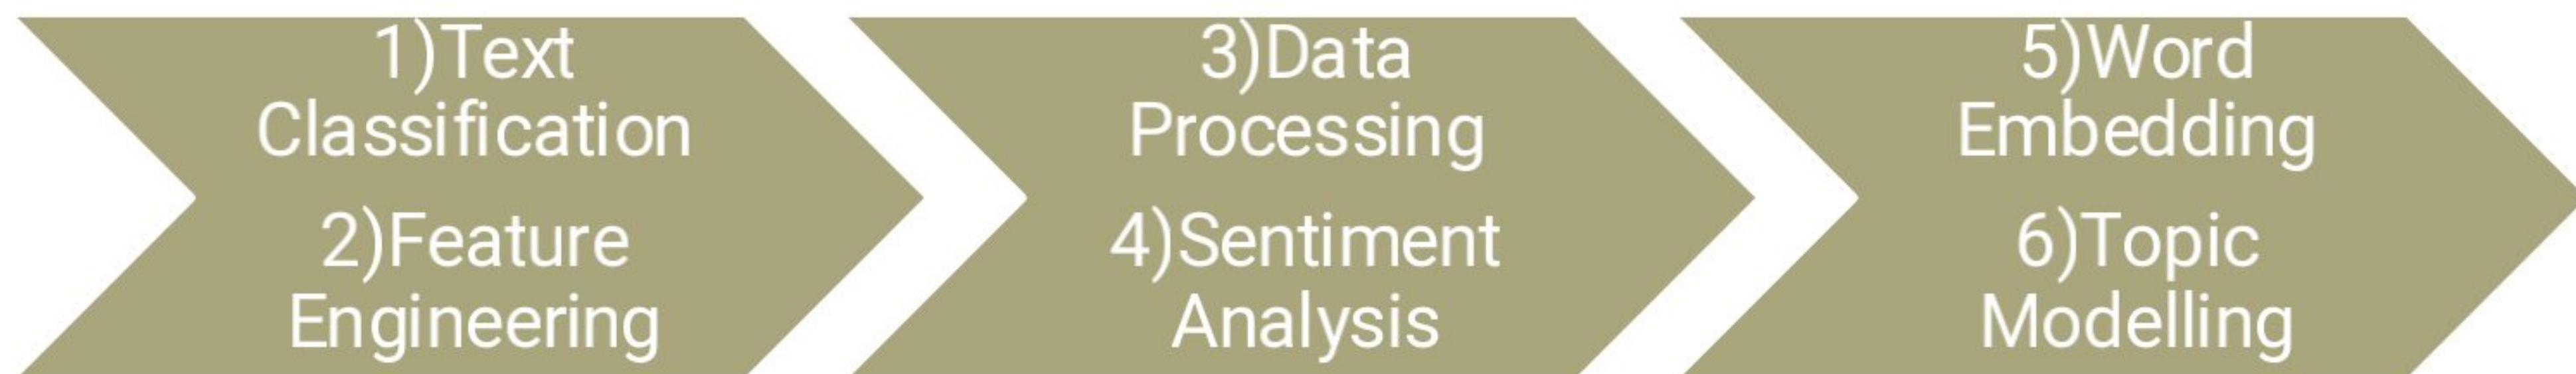 1)Text
Classification
2)Feature
Engineering
3)Data
Processing
4)Sentiment
Analysis
5)Word
Embedding
6)Topic
Modelling